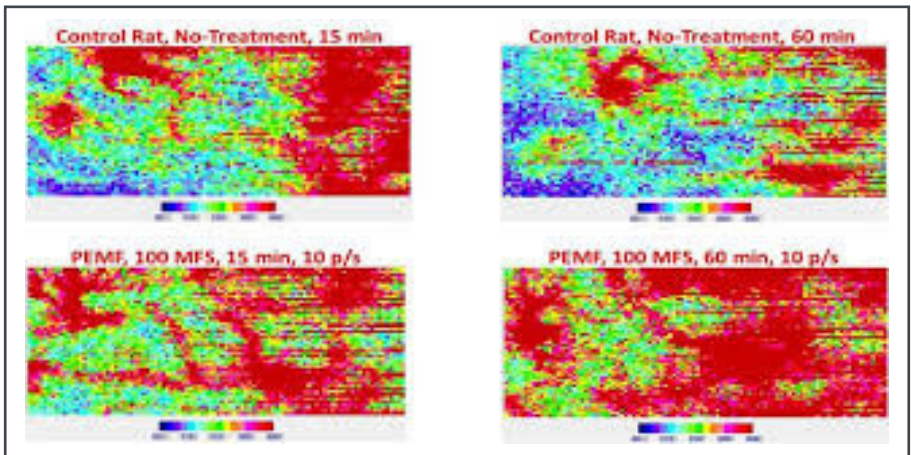 Control Rat, No-Treatment, 15 min
Control Rat, No-Treatment, 60 min
PEMF, 100 MFS, 15 min, 10 p/s
PEMF, 100 MFS, 60 min, 10 p/s